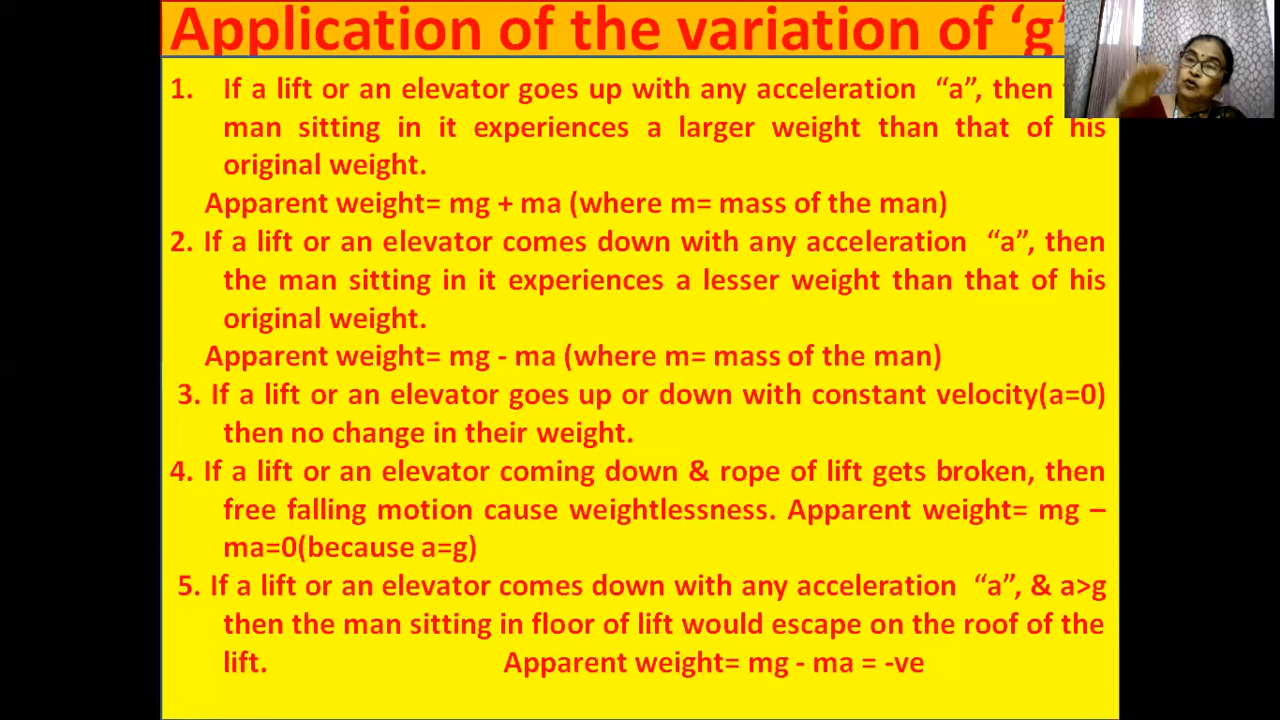 Application of the variation of ‘g’
1. If a lift or an elevator goes up with any acceleration “a”, then
man sitting in it experiences a larger weight than that of his
original weight.
Apparent weight= mg + ma (where m= mass of the man)
2. If a lift or an elevator comes down with any acceleration “a”, then
the man sitting in it experiences a lesser weight than that of his
original weight.
Apparent weight= mg - ma (where m= mass of the man)
3. If a lift or an elevator goes up or down with constant velocity(a=0)
then no change in their weight.
4. If a lift or an elevator coming down & rope of lift gets broken, then
free falling motion cause weightlessness. Apparent weight= mg –
ma=0(because a=g)
5. If a lift or an elevator comes down with any acceleration “a”, & a>g
then the man sitting in floor of lift would escape on the roof of the
lift. Apparent weight= mg - ma = -ve